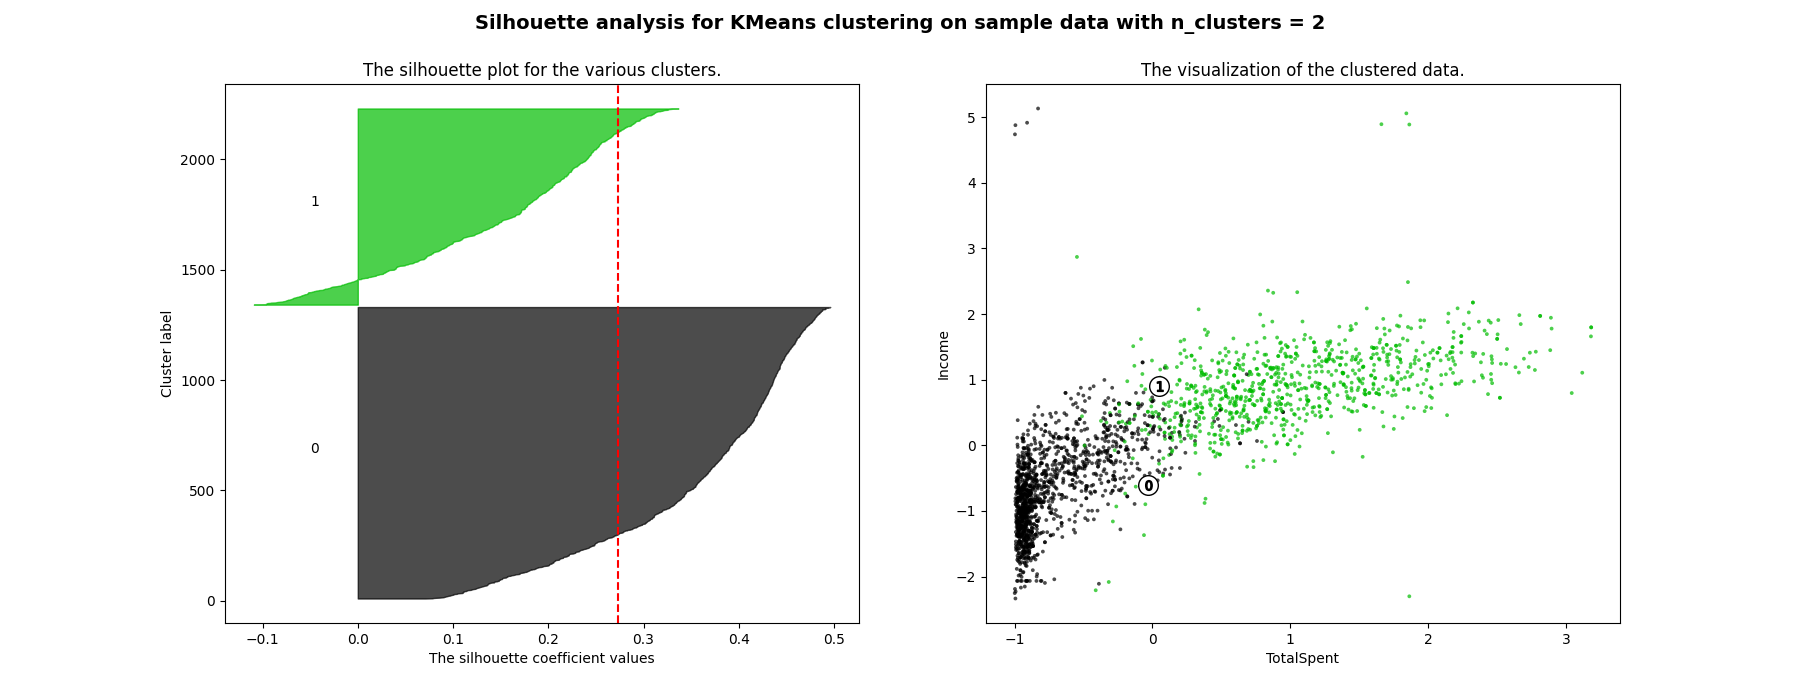 Silhouette analysis for KMeans clustering on sample data with n_clusters = 2
The silhouette plot for the various clusters.
2000
1500
1000
500
0
Cluster label
1
0
−0.1 0.0 0.1 0.2 0.3 0.4 0.5
The silhouette coefficient values
The visualization of the clustered data.
5
4
3
2
1
0
−1
−2
Income
1
0
−1 0 1 2 3
TotalSpent